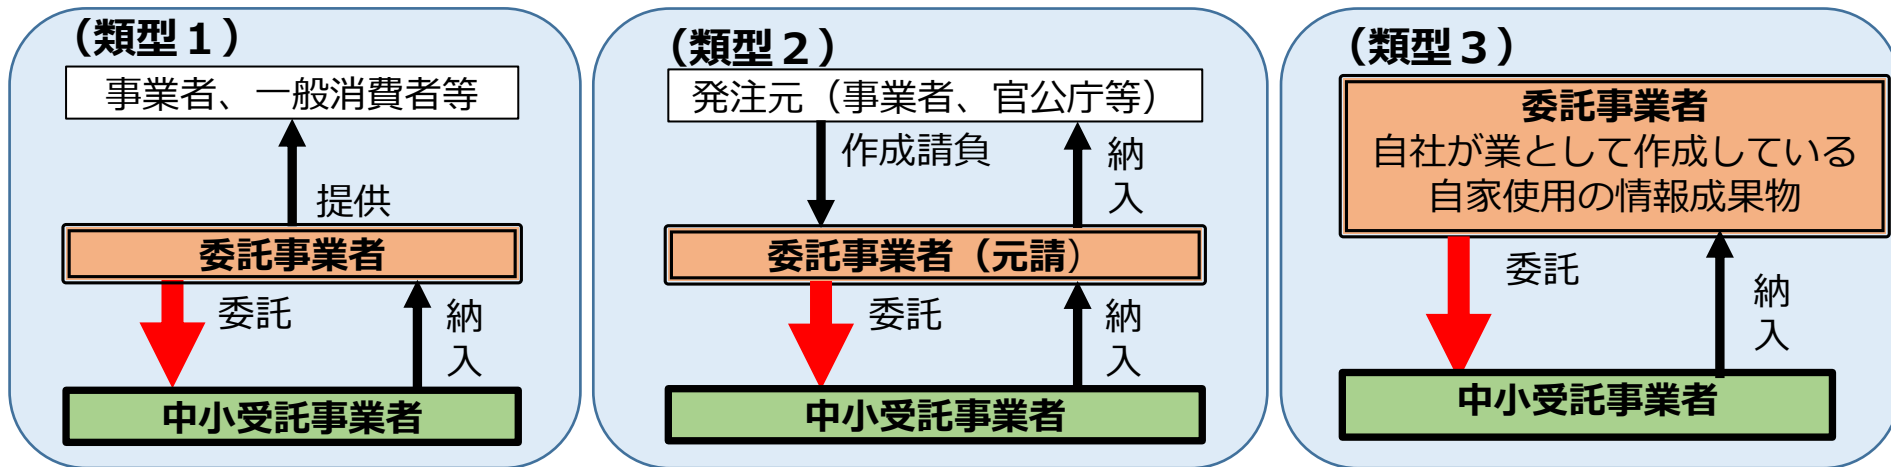 （類型１）
事業者、一般消費者等
提供
委託事業者
委託
納
入
中小受託事業者
（類型２）
発注元（事業者、官公庁等）
作成請負
納
入
委託事業者（元請）
委託
納
入
中小受託事業者
（類型３）
委託事業者
自社が業として作成している
自家使用の情報成果物
委託
納
入
中小受託事業者